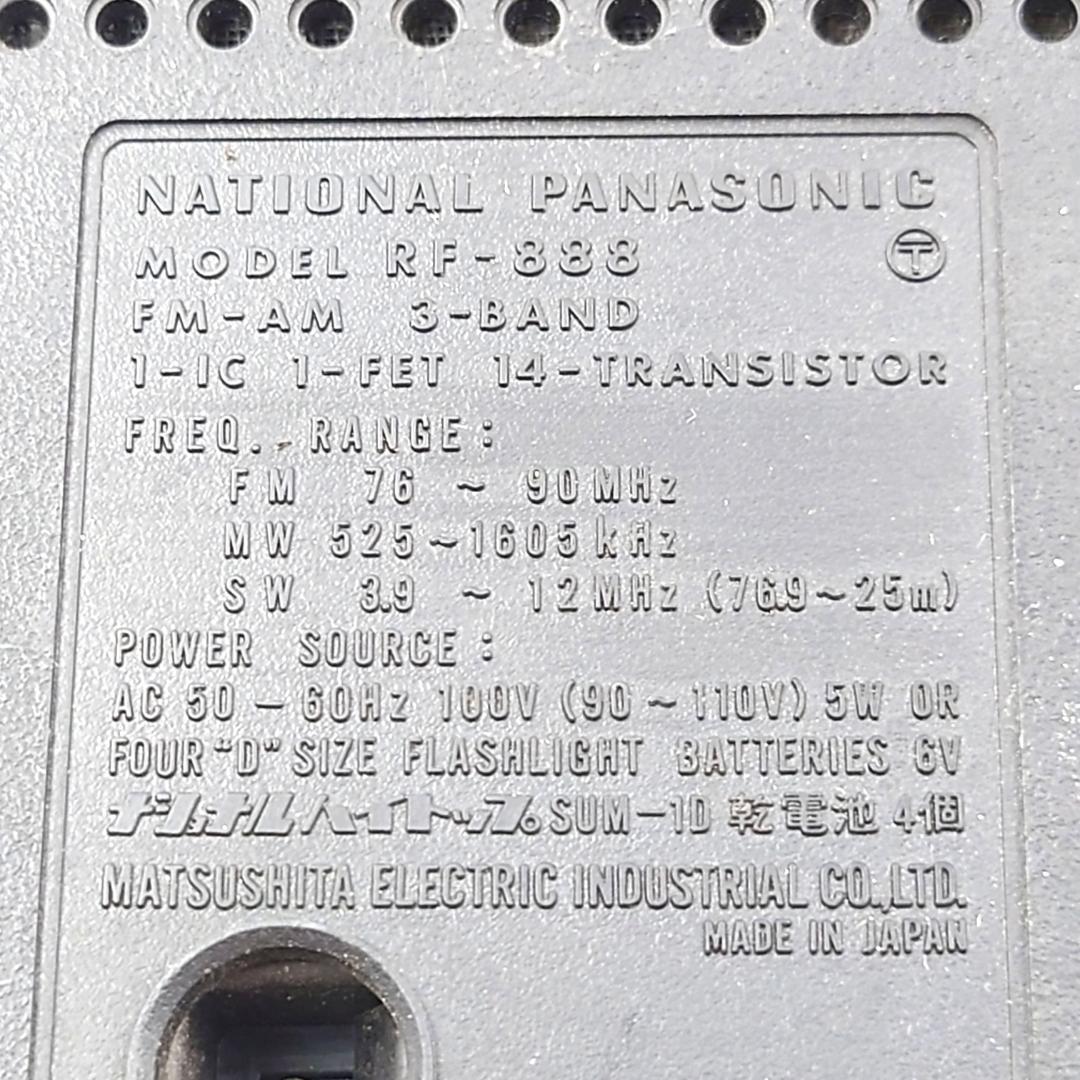 NATIONAL PANASONIC
MODEL RF-888
T
FM-AM 3-BAND
1-IC 1-FET 14-TRANSISTOR
FREQ. RANGE:
FM 76 ~ 90MHz
MW 525~1605kHz
SW 3.9 ~ 12MHz (76.9~25m)
POWER SOURCE:
AC 50 - 60Hz 100V (90~110V) 5W OR
FOUR "D" SIZE FLASHLIGHT BATTERIES 6V
ナショナルハイトップ SUM-1D 乾電池 4個
MATSUSHITA ELECTRIC INDUSTRIAL CO.,LTD.
MADE IN JAPAN